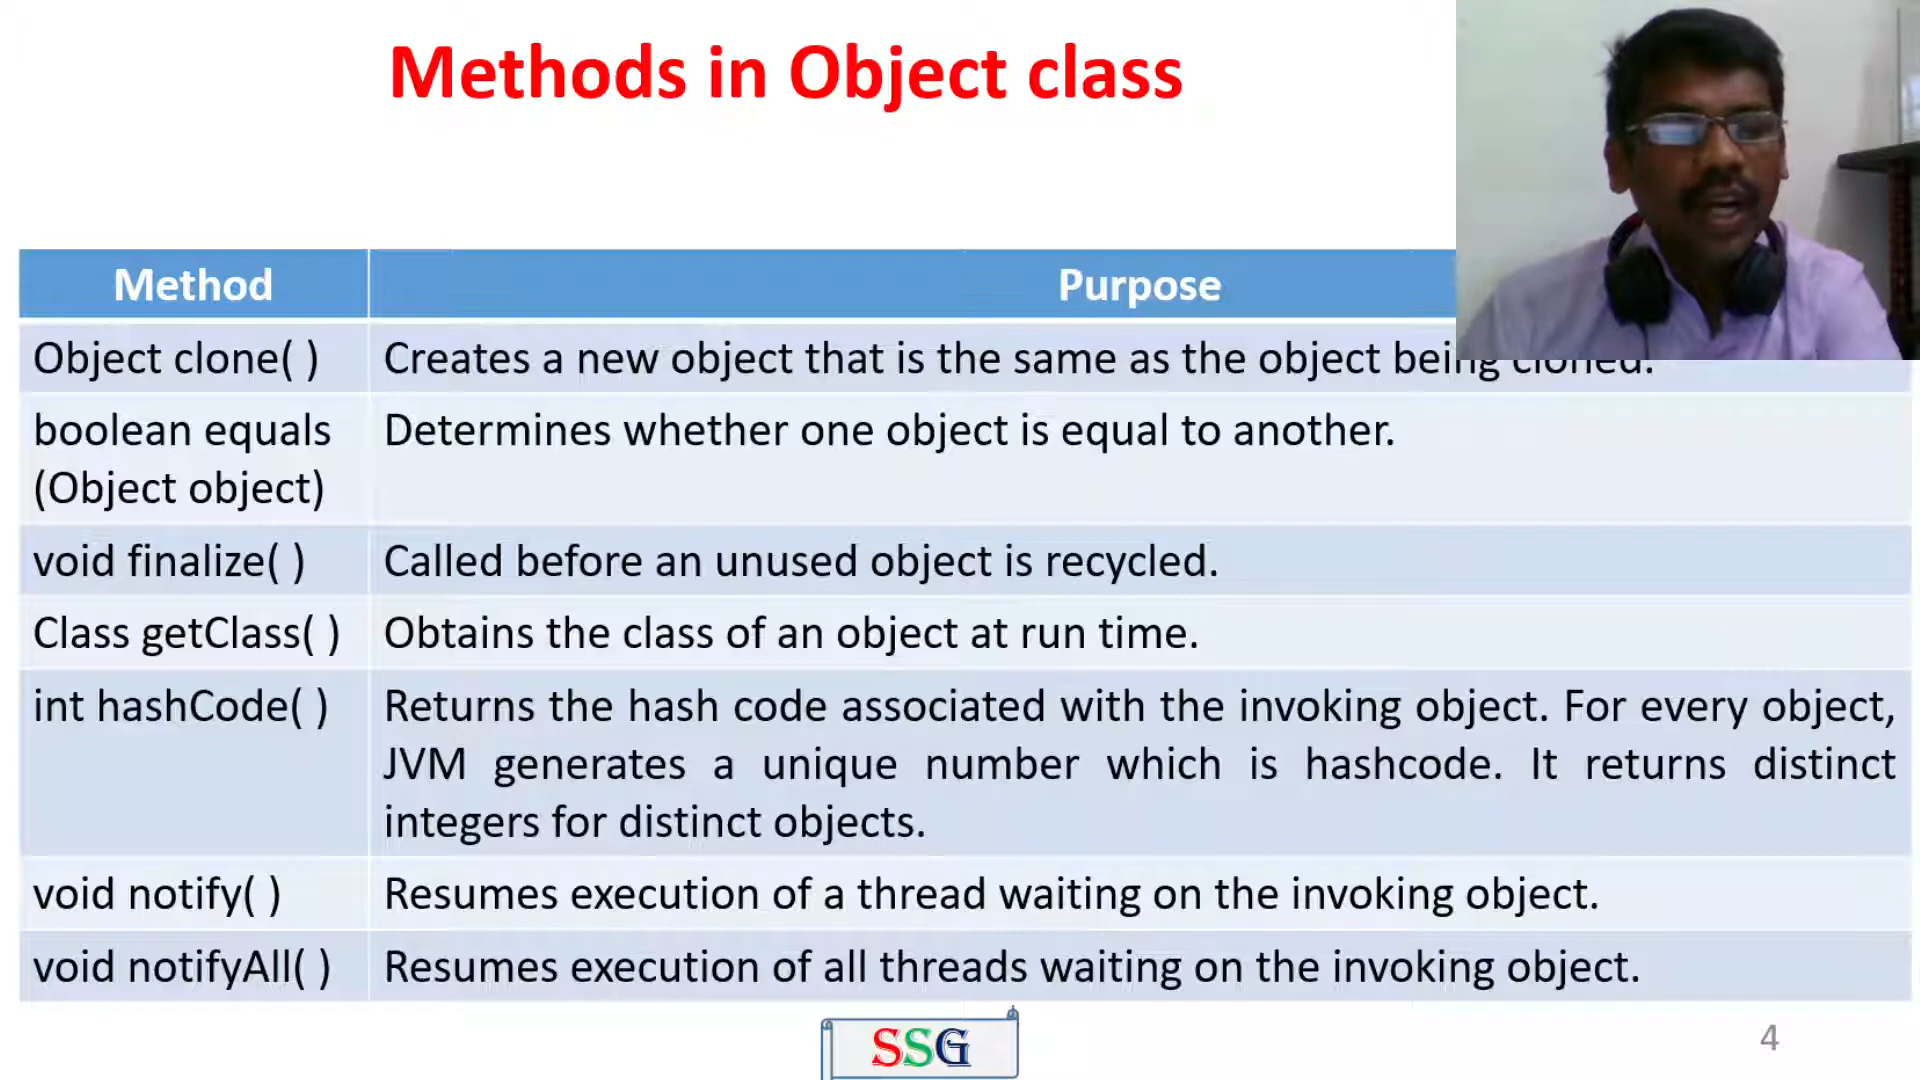 Methods in Object class
Method Purpose
Object clone( ) Creates a new object that is the same as the object being cloned.
boolean equals Determines whether one object is equal to another.
(Object object)
void finalize( ) Called before an unused object is recycled.
Class getClass( ) Obtains the class of an object at run time.
int hashCode( ) Returns the hash code associated with the invoking object. For every object,
JVM generates a unique number which is hashcode. It returns distinct
integers for distinct objects.
void notify( ) Resumes execution of a thread waiting on the invoking object.
void notifyAll( ) Resumes execution of all threads waiting on the invoking object.
SSG
4